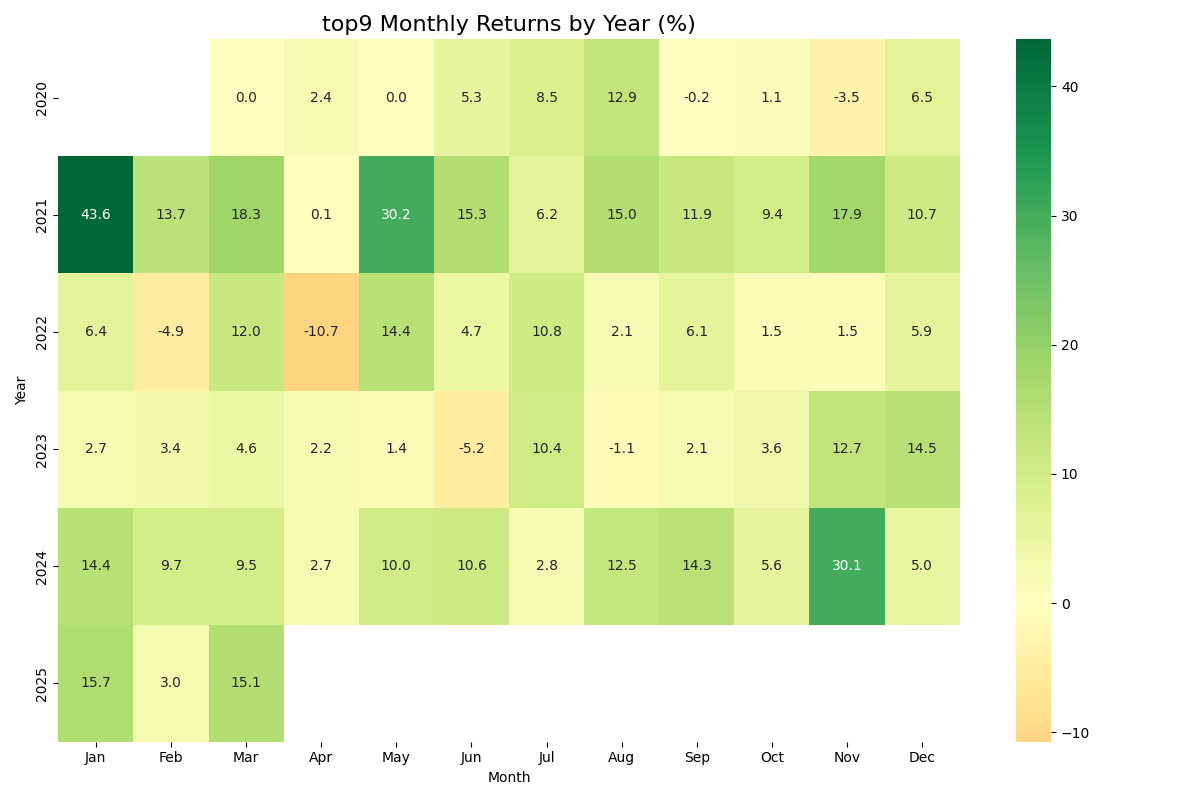 top9 Monthly Returns by Year (%)
2020 0.0 2.4 0.0 5.3 8.5 12.9 -0.2 1.1 -3.5 6.5
2021 43.6 13.7 18.3 0.1 30.2 15.3 6.2 15.0 11.9 9.4 17.9 10.7
2022 6.4 -4.9 12.0 -10.7 14.4 4.7 10.8 2.1 6.1 1.5 1.5 5.9
2023 2.7 3.4 4.6 2.2 1.4 -5.2 10.4 -1.1 2.1 3.6 12.7 14.5
2024 14.4 9.7 9.5 2.7 10.0 10.6 2.8 12.5 14.3 5.6 30.1 5.0
2025 15.7 3.0 15.1
Jan Feb Mar Apr May Jun Jul Aug Sep Oct Nov Dec
Month
Year
40
30
20
10
0
−10